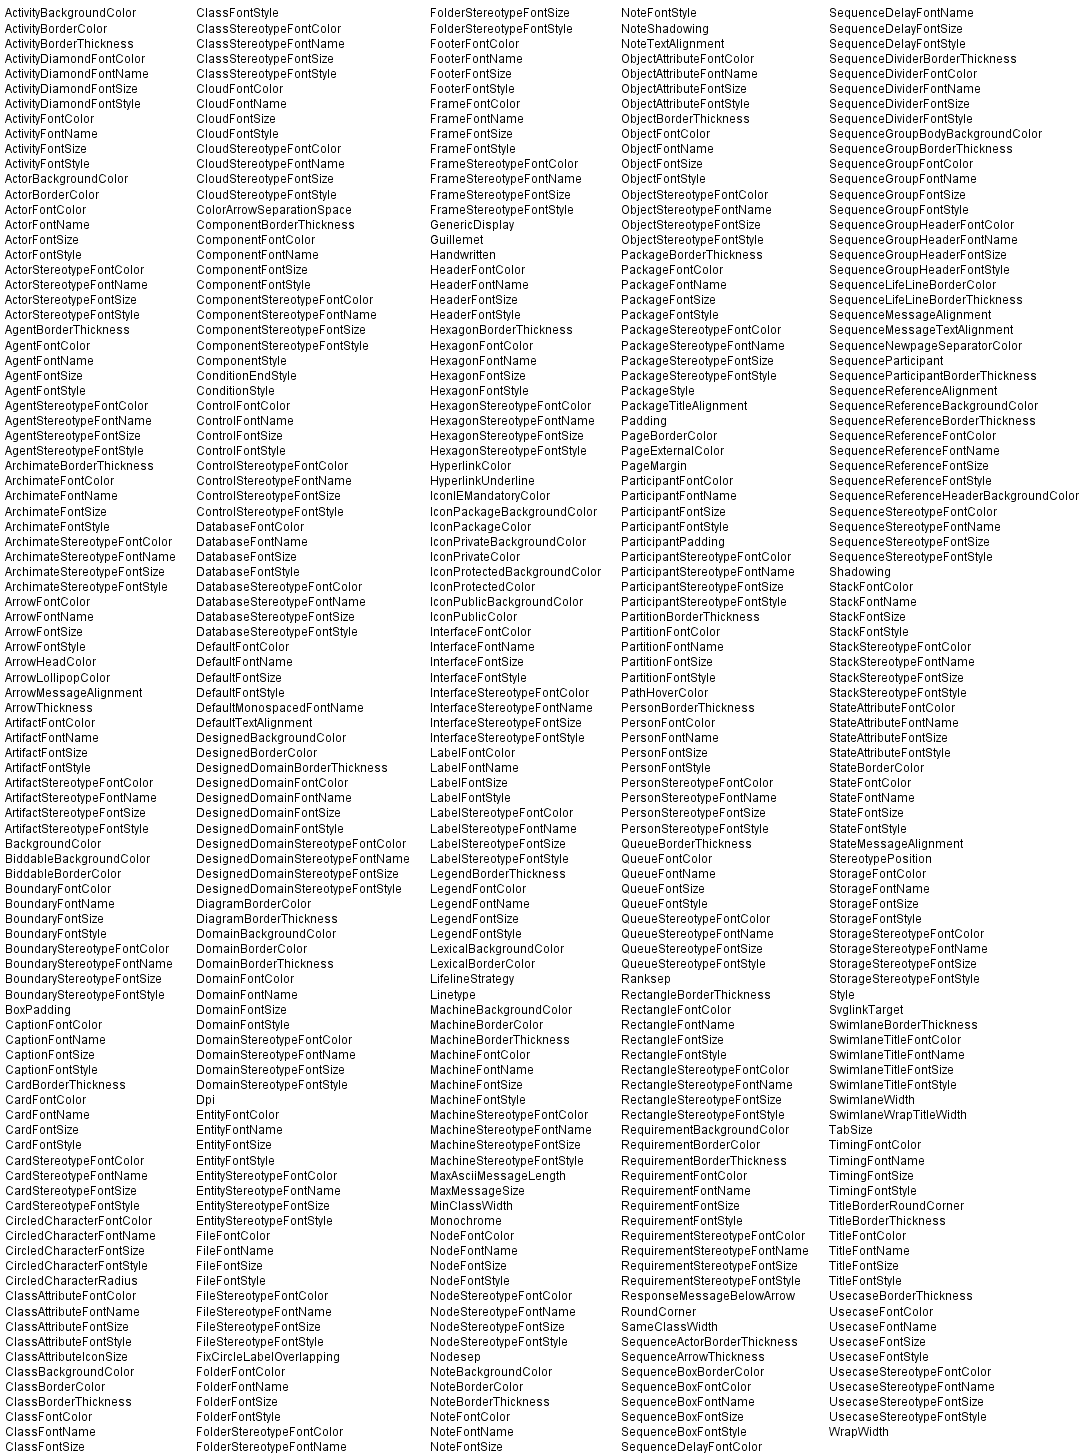 ActivityBackgroundColor
ActivityBorderColor
ActivityBorderThickness
ActivityDiamondFontColor
ActivityDiamondFontName
ActivityDiamondFontSize
ActivityDiamondFontStyle
ActivityFontColor
ActivityFontName
ActivityFontSize
ActivityFontStyle
ActorBackgroundColor
ActorBorderColor
ActorFontColor
ActorFontName
ActorFontSize
ActorFontStyle
ActorStereotypeFontColor
ActorStereotypeFontName
ActorStereotypeFontSize
ActorStereotypeFontStyle
AgentBorderThickness
AgentFontColor
AgentFontName
AgentFontSize
AgentFontStyle
AgentStereotypeFontColor
AgentStereotypeFontName
AgentStereotypeFontSize
AgentStereotypeFontStyle
ArchimateBorderThickness
ArchimateFontColor
ArchimateFontName
ArchimateFontSize
ArchimateFontStyle
ArchimateStereotypeFontColor
ArchimateStereotypeFontName
ArchimateStereotypeFontSize
ArchimateStereotypeFontStyle
ArrowFontColor
ArrowFontName
ArrowFontSize
ArrowFontStyle
ArrowHeadColor
ArrowLollipopColor
ArrowMessageAlignment
ArrowThickness
ArtifactFontColor
ArtifactFontName
ArtifactFontSize
ArtifactFontStyle
ArtifactStereotypeFontColor
ArtifactStereotypeFontName
ArtifactStereotypeFontSize
ArtifactStereotypeFontStyle
BackgroundColor
BiddableBackgroundColor
BiddableBorderColor
BoundaryFontColor
BoundaryFontName
BoundaryFontSize
BoundaryFontStyle
BoundaryStereotypeFontColor
BoundaryStereotypeFontName
BoundaryStereotypeFontSize
BoundaryStereotypeFontStyle
BoxPadding
CaptionFontColor
CaptionFontName
CaptionFontSize
CaptionFontStyle
CardBorderThickness
CardFontColor
CardFontName
CardFontSize
CardFontStyle
CardStereotypeFontColor
CardStereotypeFontName
CardStereotypeFontSize
CardStereotypeFontStyle
CircledCharacterFontColor
CircledCharacterFontName
CircledCharacterFontSize
CircledCharacterFontStyle
CircledCharacterRadius
ClassAttributeFontColor
ClassAttributeFontName
ClassAttributeFontSize
ClassAttributeFontStyle
ClassAttributeIconSize
ClassBackgroundColor
ClassBorderColor
ClassBorderThickness
ClassFontColor
ClassFontName
ClassFontSize
ClassFontStyle
ClassStereotypeFontColor
ClassStereotypeFontName
ClassStereotypeFontSize
ClassStereotypeFontStyle
CloudFontColor
CloudFontName
CloudFontSize
CloudFontStyle
CloudStereotypeFontColor
CloudStereotypeFontName
CloudStereotypeFontSize
CloudStereotypeFontStyle
ColorArrowSeparationSpace
ComponentBorderThickness
ComponentFontColor
ComponentFontName
ComponentFontSize
ComponentFontStyle
ComponentStereotypeFontColor
ComponentStereotypeFontName
ComponentStereotypeFontSize
ComponentStereotypeFontStyle
ComponentStyle
ConditionEndStyle
ConditionStyle
ControlFontColor
ControlFontName
ControlFontSize
ControlFontStyle
ControlStereotypeFontColor
ControlStereotypeFontName
ControlStereotypeFontSize
ControlStereotypeFontStyle
DatabaseFontColor
DatabaseFontName
DatabaseFontSize
DatabaseFontStyle
DatabaseStereotypeFontColor
DatabaseStereotypeFontName
DatabaseStereotypeFontSize
DatabaseStereotypeFontStyle
DefaultFontColor
DefaultFontName
DefaultFontSize
DefaultFontStyle
DefaultMonospacedFontName
DefaultTextAlignment
DesignedBackgroundColor
DesignedBorderColor
DesignedDomainBorderThickness
DesignedDomainFontColor
DesignedDomainFontName
DesignedDomainFontSize
DesignedDomainFontStyle
DesignedDomainStereotypeFontColor
DesignedDomainStereotypeFontName
DesignedDomainStereotypeFontSize
DesignedDomainStereotypeFontStyle
DiagramBorderColor
DiagramBorderThickness
DomainBackgroundColor
DomainBorderColor
DomainBorderThickness
DomainFontColor
DomainFontName
DomainFontSize
DomainFontStyle
DomainStereotypeFontColor
DomainStereotypeFontName
DomainStereotypeFontSize
DomainStereotypeFontStyle
Dpi
EntityFontColor
EntityFontName
EntityFontSize
EntityFontStyle
EntityStereotypeFontColor
EntityStereotypeFontName
EntityStereotypeFontSize
EntityStereotypeFontStyle
FileFontColor
FileFontName
FileFontSize
FileFontStyle
FileStereotypeFontColor
FileStereotypeFontName
FileStereotypeFontSize
FileStereotypeFontStyle
FixCircleLabelOverlapping
FolderFontColor
FolderFontName
FolderFontSize
FolderFontStyle
FolderStereotypeFontColor
FolderStereotypeFontName
FolderStereotypeFontSize
FolderStereotypeFontStyle
FooterFontColor
FooterFontName
FooterFontSize
FooterFontStyle
FrameFontColor
FrameFontName
FrameFontSize
FrameFontStyle
FrameStereotypeFontColor
FrameStereotypeFontName
FrameStereotypeFontSize
FrameStereotypeFontStyle
GenericDisplay
Guillemet
Handwritten
HeaderFontColor
HeaderFontName
HeaderFontSize
HeaderFontStyle
HexagonBorderThickness
HexagonFontColor
HexagonFontName
HexagonFontSize
HexagonFontStyle
HexagonStereotypeFontColor
HexagonStereotypeFontName
HexagonStereotypeFontSize
HexagonStereotypeFontStyle
HyperlinkColor
HyperlinkUnderline
IconIEMandatoryColor
IconPackageBackgroundColor
IconPackageColor
IconPrivateBackgroundColor
IconPrivateColor
IconProtectedBackgroundColor
IconProtectedColor
IconPublicBackgroundColor
IconPublicColor
InterfaceFontColor
InterfaceFontName
InterfaceFontSize
InterfaceFontStyle
InterfaceStereotypeFontColor
InterfaceStereotypeFontName
InterfaceStereotypeFontSize
InterfaceStereotypeFontStyle
LabelFontColor
LabelFontName
LabelFontSize
LabelFontStyle
LabelStereotypeFontColor
LabelStereotypeFontName
LabelStereotypeFontSize
LabelStereotypeFontStyle
LegendBorderThickness
LegendFontColor
LegendFontName
LegendFontSize
LegendFontStyle
LexicalBackgroundColor
LexicalBorderColor
LifelineStrategy
Linetype
MachineBackgroundColor
MachineBorderColor
MachineBorderThickness
MachineFontColor
MachineFontName
MachineFontSize
MachineFontStyle
MachineStereotypeFontColor
MachineStereotypeFontName
MachineStereotypeFontSize
MachineStereotypeFontStyle
MaxAsciiMessageLength
MaxMessageSize
MinClassWidth
Monochrome
NodeFontColor
NodeFontName
NodeFontSize
NodeFontStyle
NodeStereotypeFontColor
NodeStereotypeFontName
NodeStereotypeFontSize
NodeStereotypeFontStyle
Nodesep
NoteBackgroundColor
NoteBorderColor
NoteBorderThickness
NoteFontColor
NoteFontName
NoteFontSize
NoteFontStyle
NoteShadowing
NoteTextAlignment
ObjectAttributeFontColor
ObjectAttributeFontName
ObjectAttributeFontSize
ObjectAttributeFontStyle
ObjectBorderThickness
ObjectFontColor
ObjectFontName
ObjectFontSize
ObjectFontStyle
ObjectStereotypeFontColor
ObjectStereotypeFontName
ObjectStereotypeFontSize
ObjectStereotypeFontStyle
PackageBorderThickness
PackageFontColor
PackageFontName
PackageFontSize
PackageFontStyle
PackageStereotypeFontColor
PackageStereotypeFontName
PackageStereotypeFontSize
PackageStereotypeFontStyle
PackageStyle
PackageTitleAlignment
Padding
PageBorderColor
PageExternalColor
PageMargin
ParticipantFontColor
ParticipantFontName
ParticipantFontSize
ParticipantFontStyle
ParticipantPadding
ParticipantStereotypeFontColor
ParticipantStereotypeFontName
ParticipantStereotypeFontSize
ParticipantStereotypeFontStyle
PartitionBorderThickness
PartitionFontColor
PartitionFontName
PartitionFontSize
PartitionFontStyle
PathHoverColor
PersonBorderThickness
PersonFontColor
PersonFontName
PersonFontSize
PersonFontStyle
PersonStereotypeFontColor
PersonStereotypeFontName
PersonStereotypeFontSize
PersonStereotypeFontStyle
QueueBorderThickness
QueueFontColor
QueueFontName
QueueFontSize
QueueFontStyle
QueueStereotypeFontColor
QueueStereotypeFontName
QueueStereotypeFontSize
QueueStereotypeFontStyle
Ranksep
RectangleBorderThickness
RectangleFontColor
RectangleFontName
RectangleFontSize
RectangleFontStyle
RectangleStereotypeFontColor
RectangleStereotypeFontName
RectangleStereotypeFontSize
RectangleStereotypeFontStyle
RequirementBackgroundColor
RequirementBorderColor
RequirementBorderThickness
RequirementFontColor
RequirementFontName
RequirementFontSize
RequirementFontStyle
RequirementStereotypeFontColor
RequirementStereotypeFontName
RequirementStereotypeFontSize
RequirementStereotypeFontStyle
ResponseMessageBelowArrow
RoundCorner
SameClassWidth
SequenceActorBorderThickness
SequenceArrowThickness
SequenceBoxBorderColor
SequenceBoxFontColor
SequenceBoxFontName
SequenceBoxFontSize
SequenceBoxFontStyle
SequenceDelayFontColor
SequenceDelayFontName
SequenceDelayFontSize
SequenceDelayFontStyle
SequenceDividerBorderThickness
SequenceDividerFontColor
SequenceDividerFontName
SequenceDividerFontSize
SequenceDividerFontStyle
SequenceGroupBodyBackgroundColor
SequenceGroupBorderThickness
SequenceGroupFontColor
SequenceGroupFontName
SequenceGroupFontSize
SequenceGroupFontStyle
SequenceGroupHeaderFontColor
SequenceGroupHeaderFontName
SequenceGroupHeaderFontSize
SequenceGroupHeaderFontStyle
SequenceLifeLineBorderColor
SequenceLifeLineBorderThickness
SequenceMessageAlignment
SequenceMessageTextAlignment
SequenceNewpageSeparatorColor
SequenceParticipant
SequenceParticipantBorderThickness
SequenceReferenceAlignment
SequenceReferenceBackgroundColor
SequenceReferenceBorderThickness
SequenceReferenceFontColor
SequenceReferenceFontName
SequenceReferenceFontSize
SequenceReferenceFontStyle
SequenceReferenceHeaderBackgroundColor
SequenceStereotypeFontColor
SequenceStereotypeFontName
SequenceStereotypeFontSize
SequenceStereotypeFontStyle
Shadowing
StackFontColor
StackFontName
StackFontSize
StackFontStyle
StackStereotypeFontColor
StackStereotypeFontName
StackStereotypeFontSize
StackStereotypeFontStyle
StateAttributeFontColor
StateAttributeFontName
StateAttributeFontSize
StateAttributeFontStyle
StateBorderColor
StateFontColor
StateFontName
StateFontSize
StateFontStyle
StateMessageAlignment
StereotypePosition
StorageFontColor
StorageFontName
StorageFontSize
StorageFontStyle
StorageStereotypeFontColor
StorageStereotypeFontName
StorageStereotypeFontSize
StorageStereotypeFontStyle
Style
SvglinkTarget
SwimlaneBorderThickness
SwimlaneTitleFontColor
SwimlaneTitleFontName
SwimlaneTitleFontSize
SwimlaneTitleFontStyle
SwimlaneWidth
SwimlaneWrapTitleWidth
TabSize
TimingFontColor
TimingFontName
TimingFontSize
TimingFontStyle
TitleBorderRoundCorner
TitleBorderThickness
TitleFontColor
TitleFontName
TitleFontSize
TitleFontStyle
UsecaseBorderThickness
UsecaseFontColor
UsecaseFontName
UsecaseFontSize
UsecaseFontStyle
UsecaseStereotypeFontColor
UsecaseStereotypeFontName
UsecaseStereotypeFontSize
UsecaseStereotypeFontStyle
WrapWidth